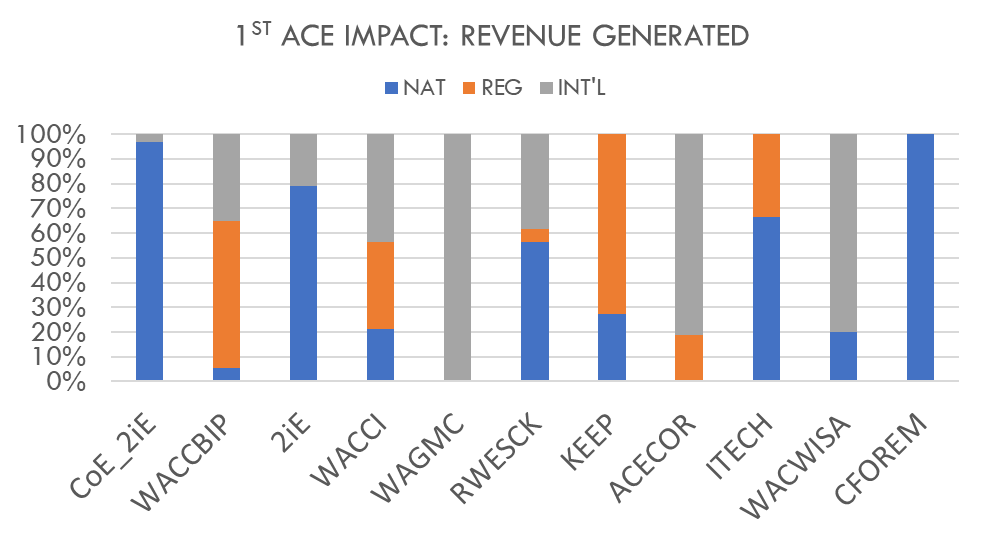 1ST ACE IMPACT: REVENUE GENERATED
NAT REG INT'L
100%
90%
80%
70%
60%
50%
40%
30%
20%
10%
0%
CoE_2iE
WACCBIP
2iE
WACCI
WAGMC
RWESCK
KEEP
ACECOR
ITECH
WACWISA
CFOREM